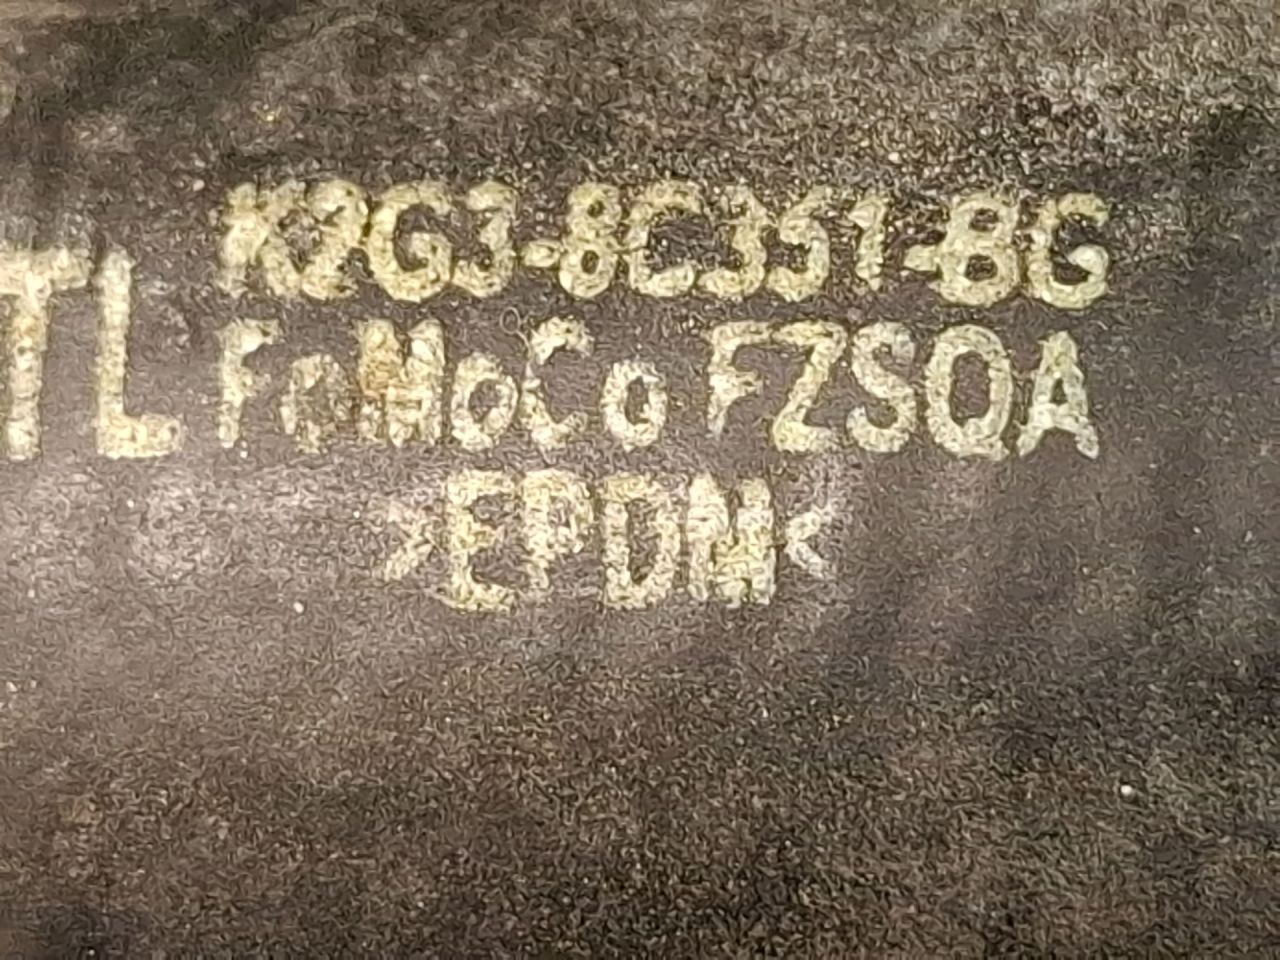 K2G3-8C351-BG
TL FoMoCo FZSQA
>EPDM<